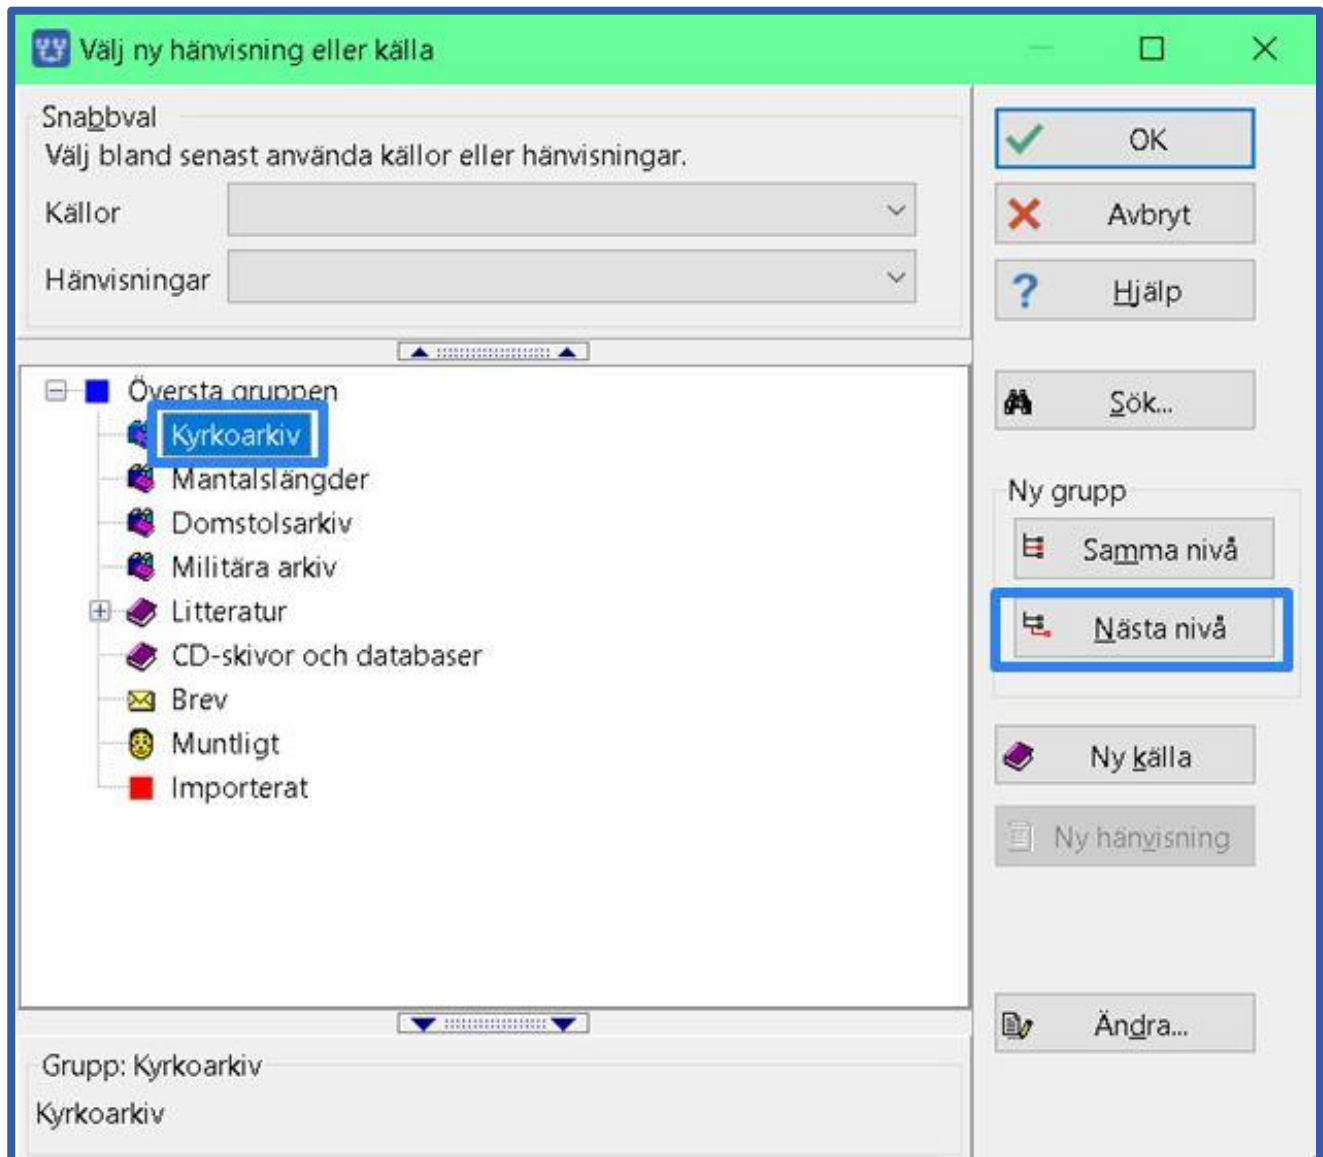 Välj ny hänvisning eller källa
Snabbval
Välj bland senast använda källor eller hänvisningar.
Källor
Hänvisningar
Översta gruppen
Kyrkoarkiv
Mantalslängder
Domstolsarkiv
Militära arkiv
Litteratur
CD-skivor och databaser
Brev
Muntligt
Importerat
Grupp: Kyrkoarkiv
Kyrkoarkiv
OK
Avbryt
Hjälp
Sök...
Ny grupp
Samma nivå
Nästa nivå
Ny källa
Ny hänvisning
Ändra...